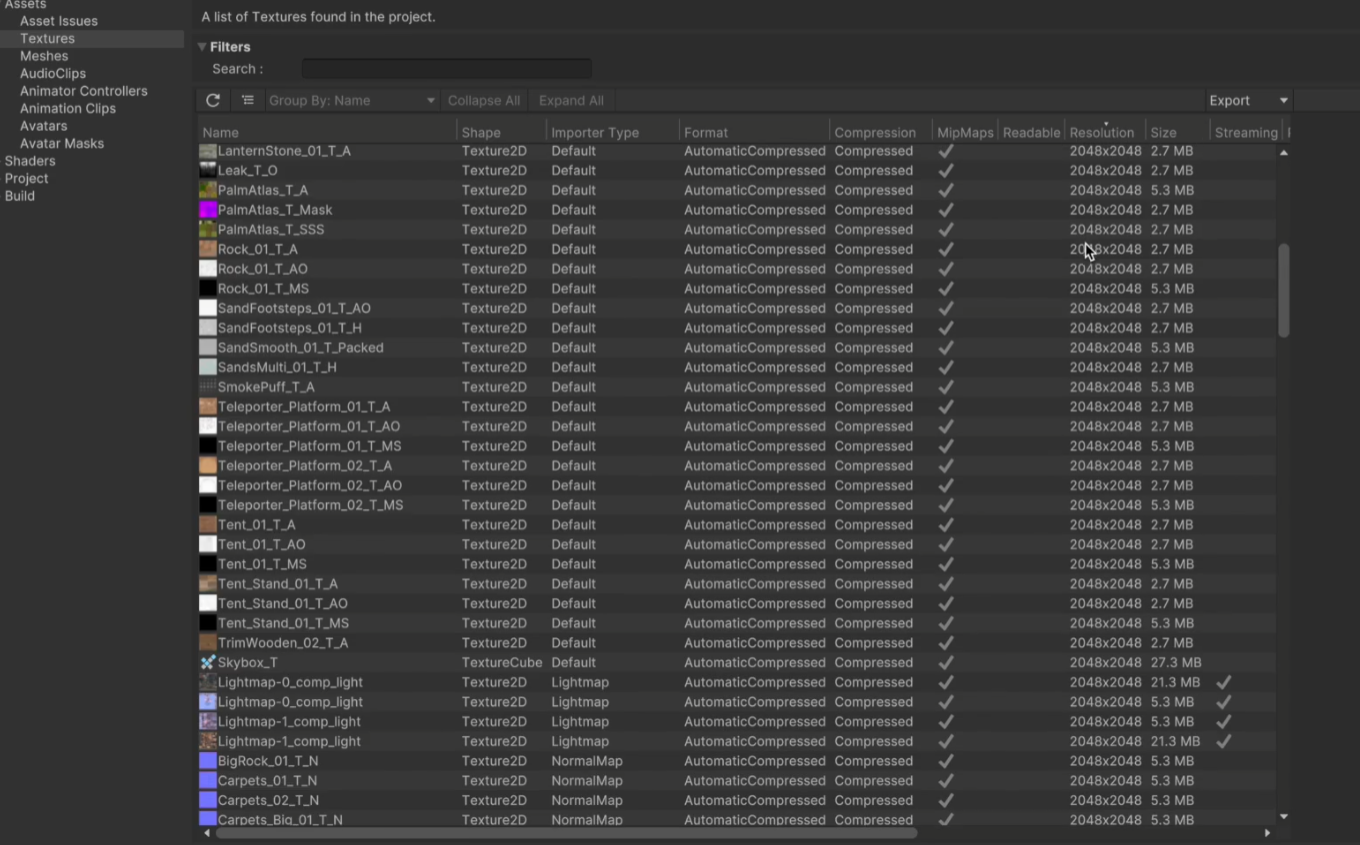 Assets
Asset Issues
Textures
Meshes
AudioClips
Animator Controllers
Animation Clips
Avatars
Avatar Masks
Shaders
Project
Build
A list of Textures found in the project.
Filters
Search :
Group By: Name Collapse All Expand All Export
Name Shape Importer Type Format Compression MipMaps Readable Resolution Size Streaming
LanternStone_01_T_A Texture2D Default AutomaticCompressed Compressed 2048x2048 2.7 MB
Leak_T_O Texture2D Default AutomaticCompressed Compressed 2048x2048 2.7 MB
PalmAtlas_T_A Texture2D Default AutomaticCompressed Compressed 2048x2048 5.3 MB
PalmAtlas_T_Mask Texture2D Default AutomaticCompressed Compressed 2048x2048 2.7 MB
PalmAtlas_T_SSS Texture2D Default AutomaticCompressed Compressed 2048x2048 2.7 MB
Rock_01_T_A Texture2D Default AutomaticCompressed Compressed 2048x2048 2.7 MB
Rock_01_T_AO Texture2D Default AutomaticCompressed Compressed 2048x2048 2.7 MB
Rock_01_T_MS Texture2D Default AutomaticCompressed Compressed 2048x2048 5.3 MB
SandFootsteps_01_T_AO Texture2D Default AutomaticCompressed Compressed 2048x2048 2.7 MB
SandFootsteps_01_T_H Texture2D Default AutomaticCompressed Compressed 2048x2048 2.7 MB
SandSmooth_01_T_Packed Texture2D Default AutomaticCompressed Compressed 2048x2048 5.3 MB
SandsMulti_01_T_H Texture2D Default AutomaticCompressed Compressed 2048x2048 2.7 MB
SmokePuff_T_A Texture2D Default AutomaticCompressed Compressed 2048x2048 5.3 MB
Teleporter_Platform_01_T_A Texture2D Default AutomaticCompressed Compressed 2048x2048 2.7 MB
Teleporter_Platform_01_T_AO Texture2D Default AutomaticCompressed Compressed 2048x2048 2.7 MB
Teleporter_Platform_01_T_MS Texture2D Default AutomaticCompressed Compressed 2048x2048 5.3 MB
Teleporter_Platform_02_T_A Texture2D Default AutomaticCompressed Compressed 2048x2048 2.7 MB
Teleporter_Platform_02_T_AO Texture2D Default AutomaticCompressed Compressed 2048x2048 2.7 MB
Teleporter_Platform_02_T_MS Texture2D Default AutomaticCompressed Compressed 2048x2048 5.3 MB
Tent_01_T_A Texture2D Default AutomaticCompressed Compressed 2048x2048 2.7 MB
Tent_01_T_AO Texture2D Default AutomaticCompressed Compressed 2048x2048 2.7 MB
Tent_01_T_MS Texture2D Default AutomaticCompressed Compressed 2048x2048 5.3 MB
Tent_Stand_01_T_A Texture2D Default AutomaticCompressed Compressed 2048x2048 2.7 MB
Tent_Stand_01_T_AO Texture2D Default AutomaticCompressed Compressed 2048x2048 2.7 MB
Tent_Stand_01_T_MS Texture2D Default AutomaticCompressed Compressed 2048x2048 5.3 MB
TrimWooden_02_T_A Texture2D Default AutomaticCompressed Compressed 2048x2048 2.7 MB
Skybox_T TextureCube Default AutomaticCompressed Compressed 2048x2048 27.3 MB
Lightmap-0_comp_light Texture2D Lightmap AutomaticCompressed Compressed 2048x2048 21.3 MB
Lightmap-0_comp_light Texture2D Lightmap AutomaticCompressed Compressed 2048x2048 5.3 MB
Lightmap-1_comp_light Texture2D Lightmap AutomaticCompressed Compressed 2048x2048 5.3 MB
Lightmap-1_comp_light Texture2D Lightmap AutomaticCompressed Compressed 2048x2048 21.3 MB
BigRock_01_T_N Texture2D NormalMap AutomaticCompressed Compressed 2048x2048 5.3 MB
Carpets_01_T_N Texture2D NormalMap AutomaticCompressed Compressed 2048x2048 5.3 MB
Carpets_02_T_N Texture2D NormalMap AutomaticCompressed Compressed 2048x2048 5.3 MB
Carpets_Big_01_T_N Texture2D NormalMap AutomaticCompressed Compressed 2048x2048 5.3 MB